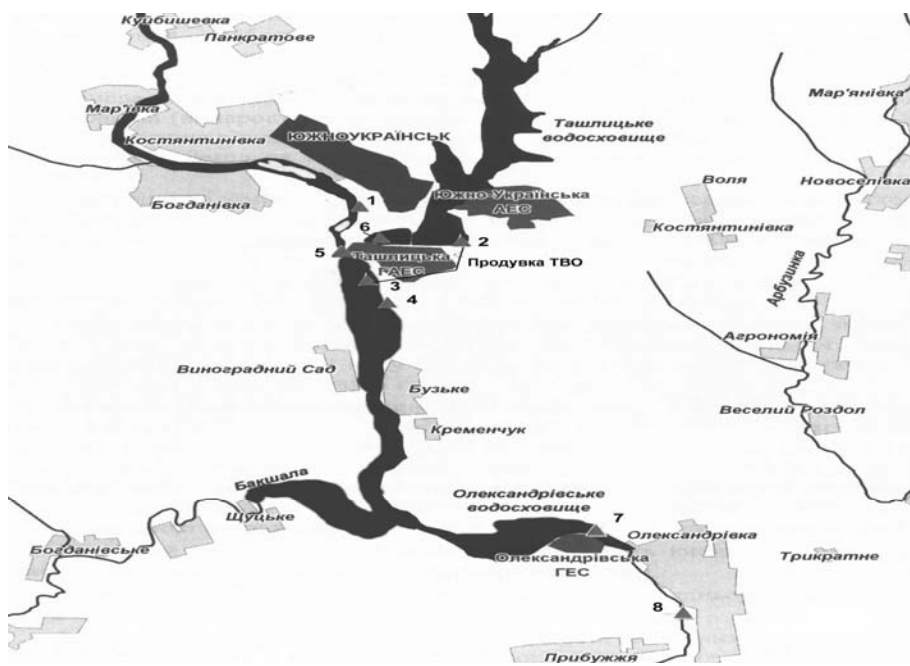 Куйбишевка
Панкратове
Мар'ївка
Костянтинівка
ЮЖНОУКРАЇНСЬК
Ташлицьке
водосховище
Мар'янівка
Богданівка
1
Южно-Українська
АЕС
Воля
Новоселівка
Костянтинівка
6
2
5
Ташлицька
ГАЕС
Продувка ТВО
3
4
Арбузинка
Агрономія
Виноградний Сад
Бузьке
Веселий Роздол
Кременчук
Бакшала
Олександрівське
водосховище
Щуцьке
7
Олександрівка
Богданівське
Олександрівська
ГЕС
Трикратне
8
Прибужжя